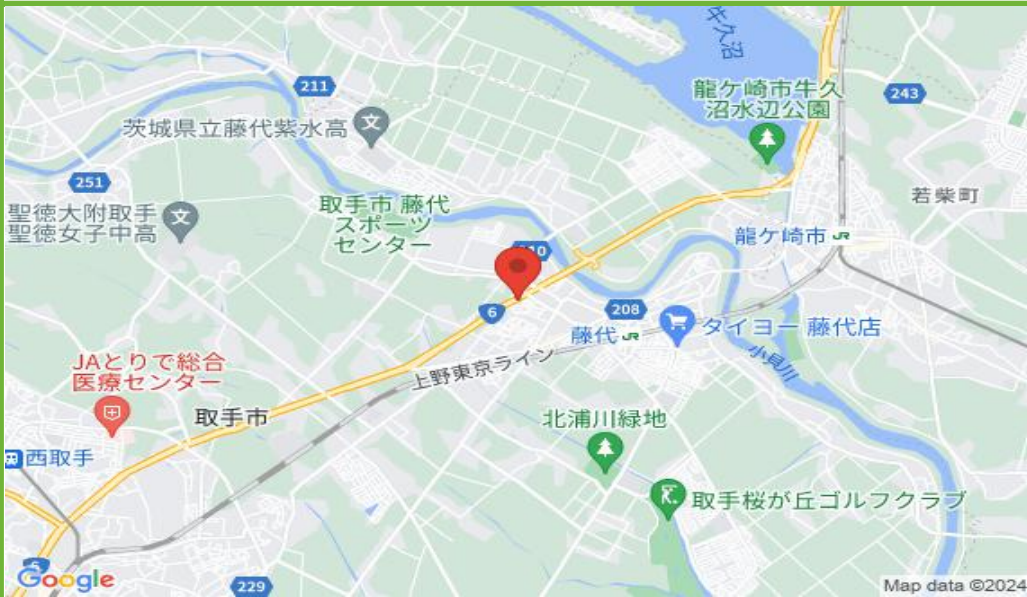 牛久沼
211
龍ケ崎市牛久
沼水辺公園
243
茨城県立藤代紫水高
文
251
聖徳大附取手
聖徳女子中高
文
取手市 藤代
スポーツ
センター
若柴町
龍ケ崎市 JR
6
208
藤代 JR
タイヨー 藤代店
小貝川
上野東京ライン
JAとりで総合
医療センター
取手市
北浦川緑地
西取手
取手桜が丘ゴルフクラブ
6
Google
229
Map data ©2024